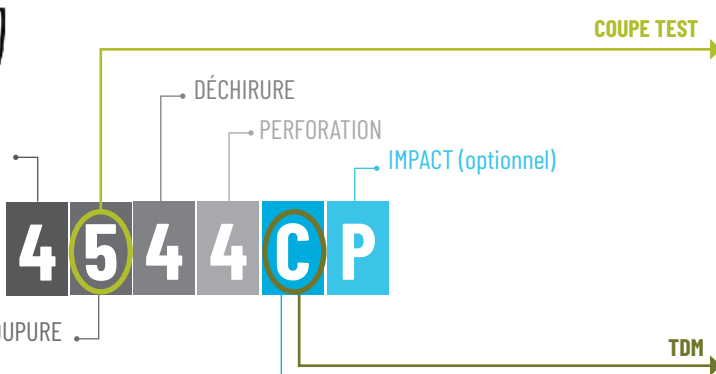 COUPE TEST
DÉCHIRURE
PERFORATION
IMPACT (optionnel)
4 5 4 4 C P
TDM